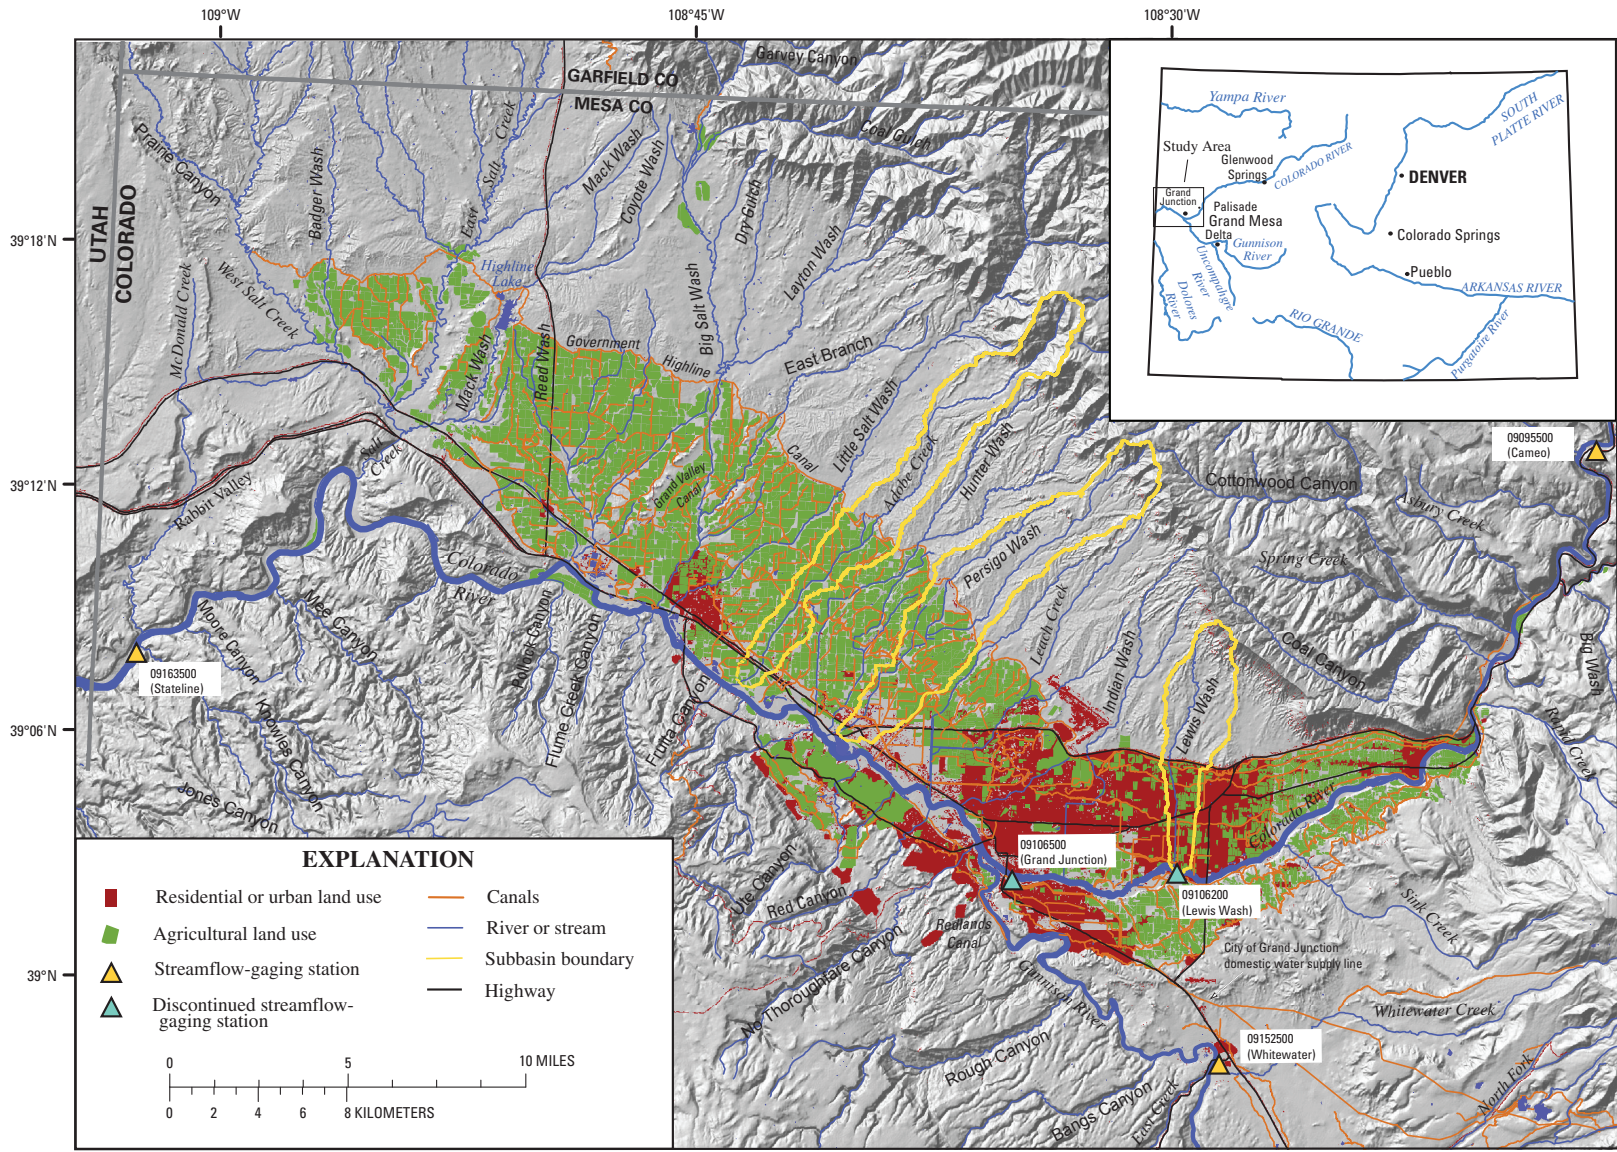 109°W
108°45'W
108°30'W
39°18'N
39°12'N
39°06'N
39°N
GARFIELD CO
MESA CO
UTAH
COLORADO
Garvey Canyon
Coal Gulch
Prairie Canyon
Badger Wash
East Salt Creek
Mack Wash
Coyote Wash
Dry Gulch
Layton Wash
Big Salt Wash
McDonald Creek
West Salt Creek
Highline
Lake
Mack Wash
Reed Wash
Government
Highline
Canal
East Branch
Little Salt Wash
Adobe Creek
Hunter Wash
Grand Valley
Canal
Salt
Creek
Rabbit Valley
Colorado
River
Persigo Wash
Leach Creek
Indian Wash
Lewis Wash
Cottonwood Canyon
Asbury Creek
Spring Creek
Coal Canyon
Big Wash
Rapid Creek
Moore Canyon
Mee Canyon
Knowles Canyon
Jones Canyon
Pollock Canyon
Flume Creek Canyon
Fruita Canyon
Ute Canyon
Red Canyon
No Thoroughfare Canyon
Redlands
Canal
Gunnison River
Rough Canyon
Bangs Canyon
East Creek
Colorado River
Sink Creek
Whitewater Creek
North Fork
City of Grand Junction
domestic water supply line
09095500
(Cameo)
09163500
(Stateline)
09106500
(Grand Junction)
09106200
(Lewis Wash)
09152500
(Whitewater)
Yampa River
SOUTH
PLATTE RIVER
Study Area
Glenwood
Springs
COLORADO RIVER
DENVER
Grand
Junction
Palisade
Grand Mesa
Delta
Gunnison
River
Uncompahgre
River
Dolores
River
Colorado Springs
Pueblo
ARKANSAS RIVER
RIO GRANDE
Purgatoire River
EXPLANATION
Residential or urban land use
Agricultural land use
Streamflow-gaging station
Discontinued streamflow-
gaging station
Canals
River or stream
Subbasin boundary
Highway
0 5 10 MILES
0 2 4 6 8 KILOMETERS